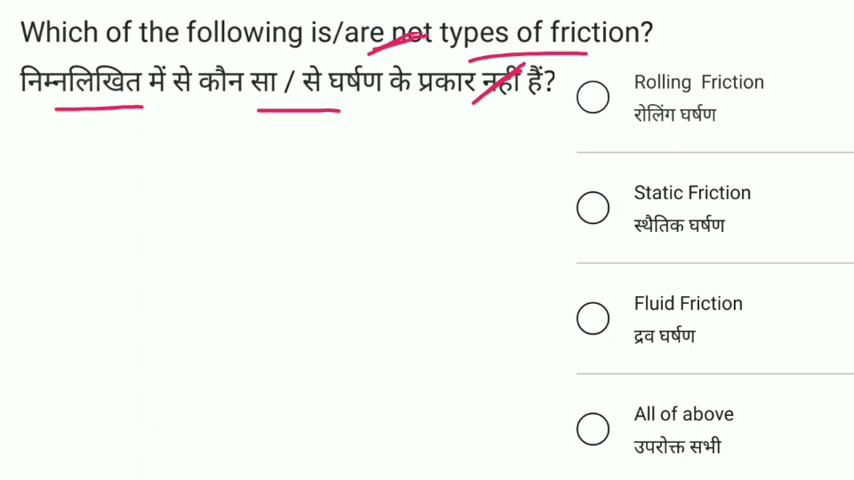 Which of the following is/are not types of friction?
निम्नलिखित में से कौन सा / से घर्षण के प्रकार नहीं हैं?
Rolling Friction
रोलिंग घर्षण
Static Friction
स्थैतिक घर्षण
Fluid Friction
द्रव घर्षण
All of above
उपरोक्त सभी